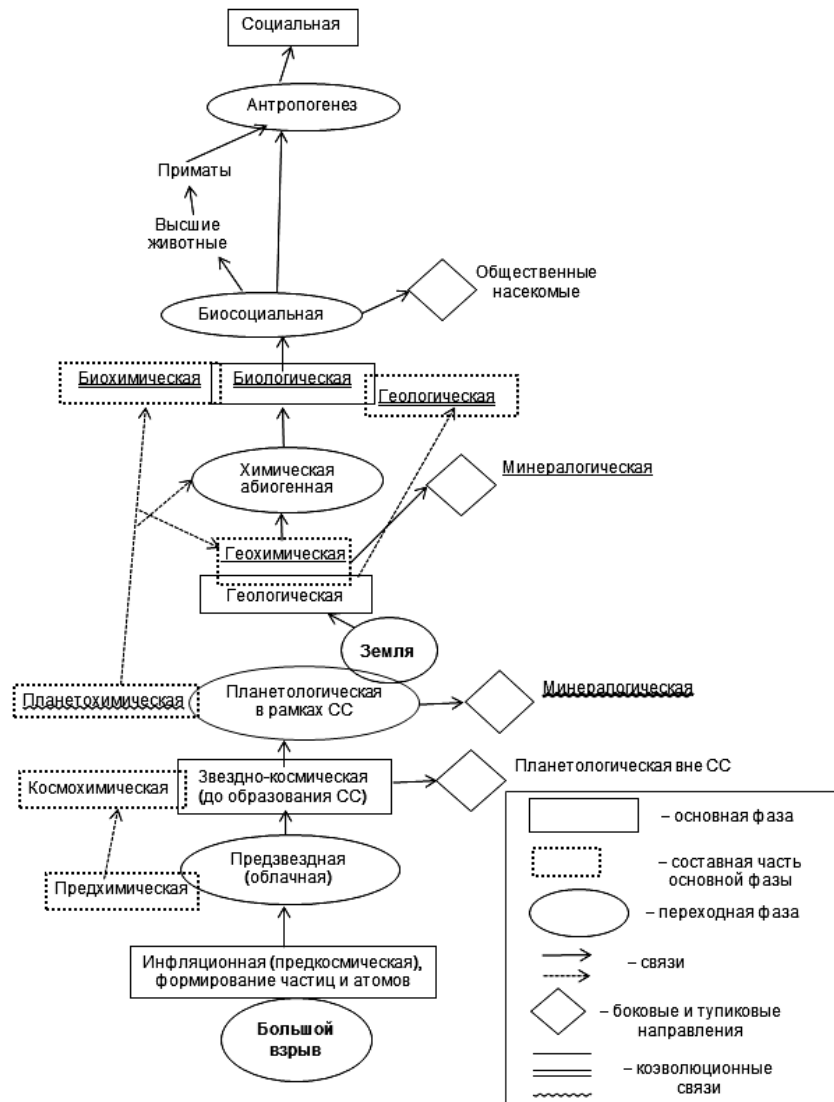 Социальная
Антропогенез
Приматы
Высшие
животные
Общественные
насекомые
Биосоциальная
Биохимическая
Биологическая
Геологическая
Химическая
абиогенная
Минералогическая
Геохимическая
Геологическая
Земля
Планетологическая
в рамках СС
Планетохимическая
Минералогическая
Звездно-космическая
(до образования СС)
Планетологическая вне СС
Космохимическая
Предзвездная
(облачная)
Предхимическая
Инфляционная (предкосмическая),
формирование частиц и атомов
Большой
взрыв
– основная фаза
– составная часть
основной фазы
– переходная фаза
– связи
– боковые и тупиковые
направления
– коэволюционные
связи